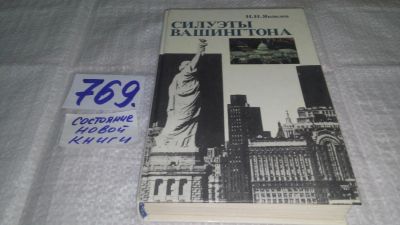 769.
СОСТОЯНИЕ
НОВОЙ
КНИГИ
Н.Н.Яковлев
СИЛУЭТЫ
ВАШИНГТОНА